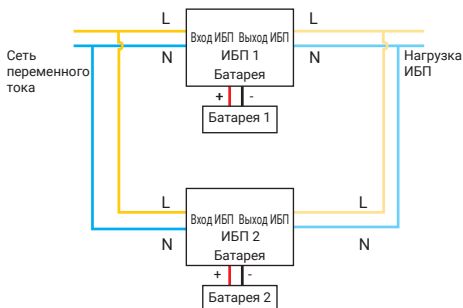 L
L
Сеть
переменного
тока
N
Вход ИБП Выход ИБП
ИБП 1
Батарея
N
Нагрузка
ИБП
+ -
Батарея 1
L
L
N
Вход ИБП Выход ИБП
ИБП 2
Батарея
N
+ -
Батарея 2